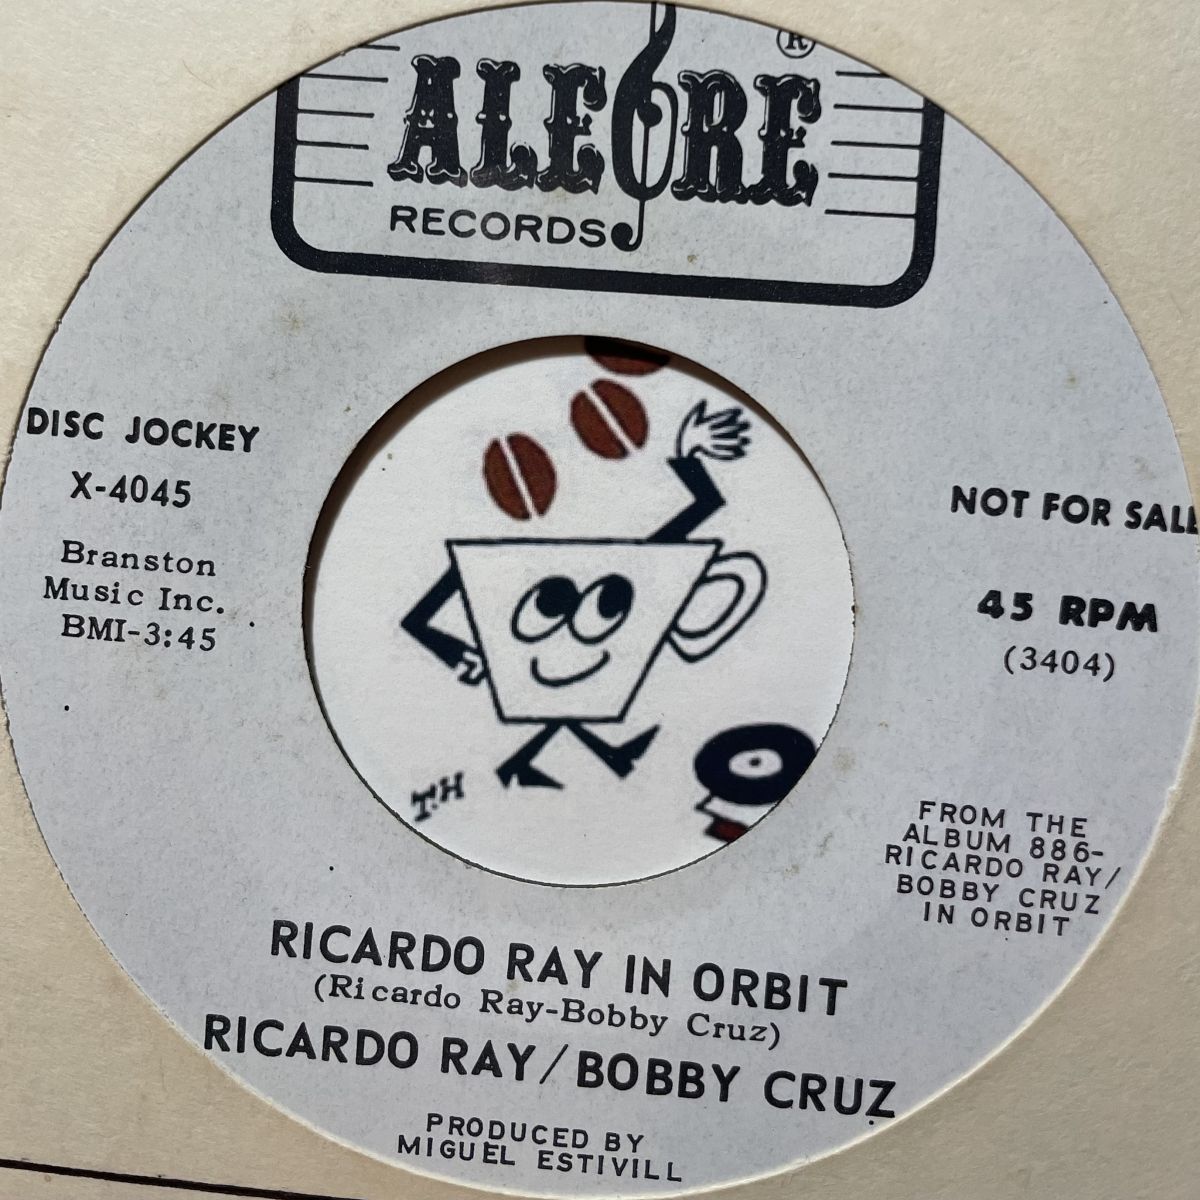 ALEGRE ®
RECORDS
DISC JOCKEY
X-4045
Branston
Music Inc.
BMI-3:45
NOT FOR SALE
45 RPM
(3404)
T.H
FROM THE
ALBUM 886-
RICARDO RAY/
BOBBY CRUZ
IN ORBIT
RICARDO RAY IN ORBIT
(Ricardo Ray-Bobby Cruz)
RICARDO RAY/BOBBY CRUZ
PRODUCED BY
MIGUEL ESTIVILL